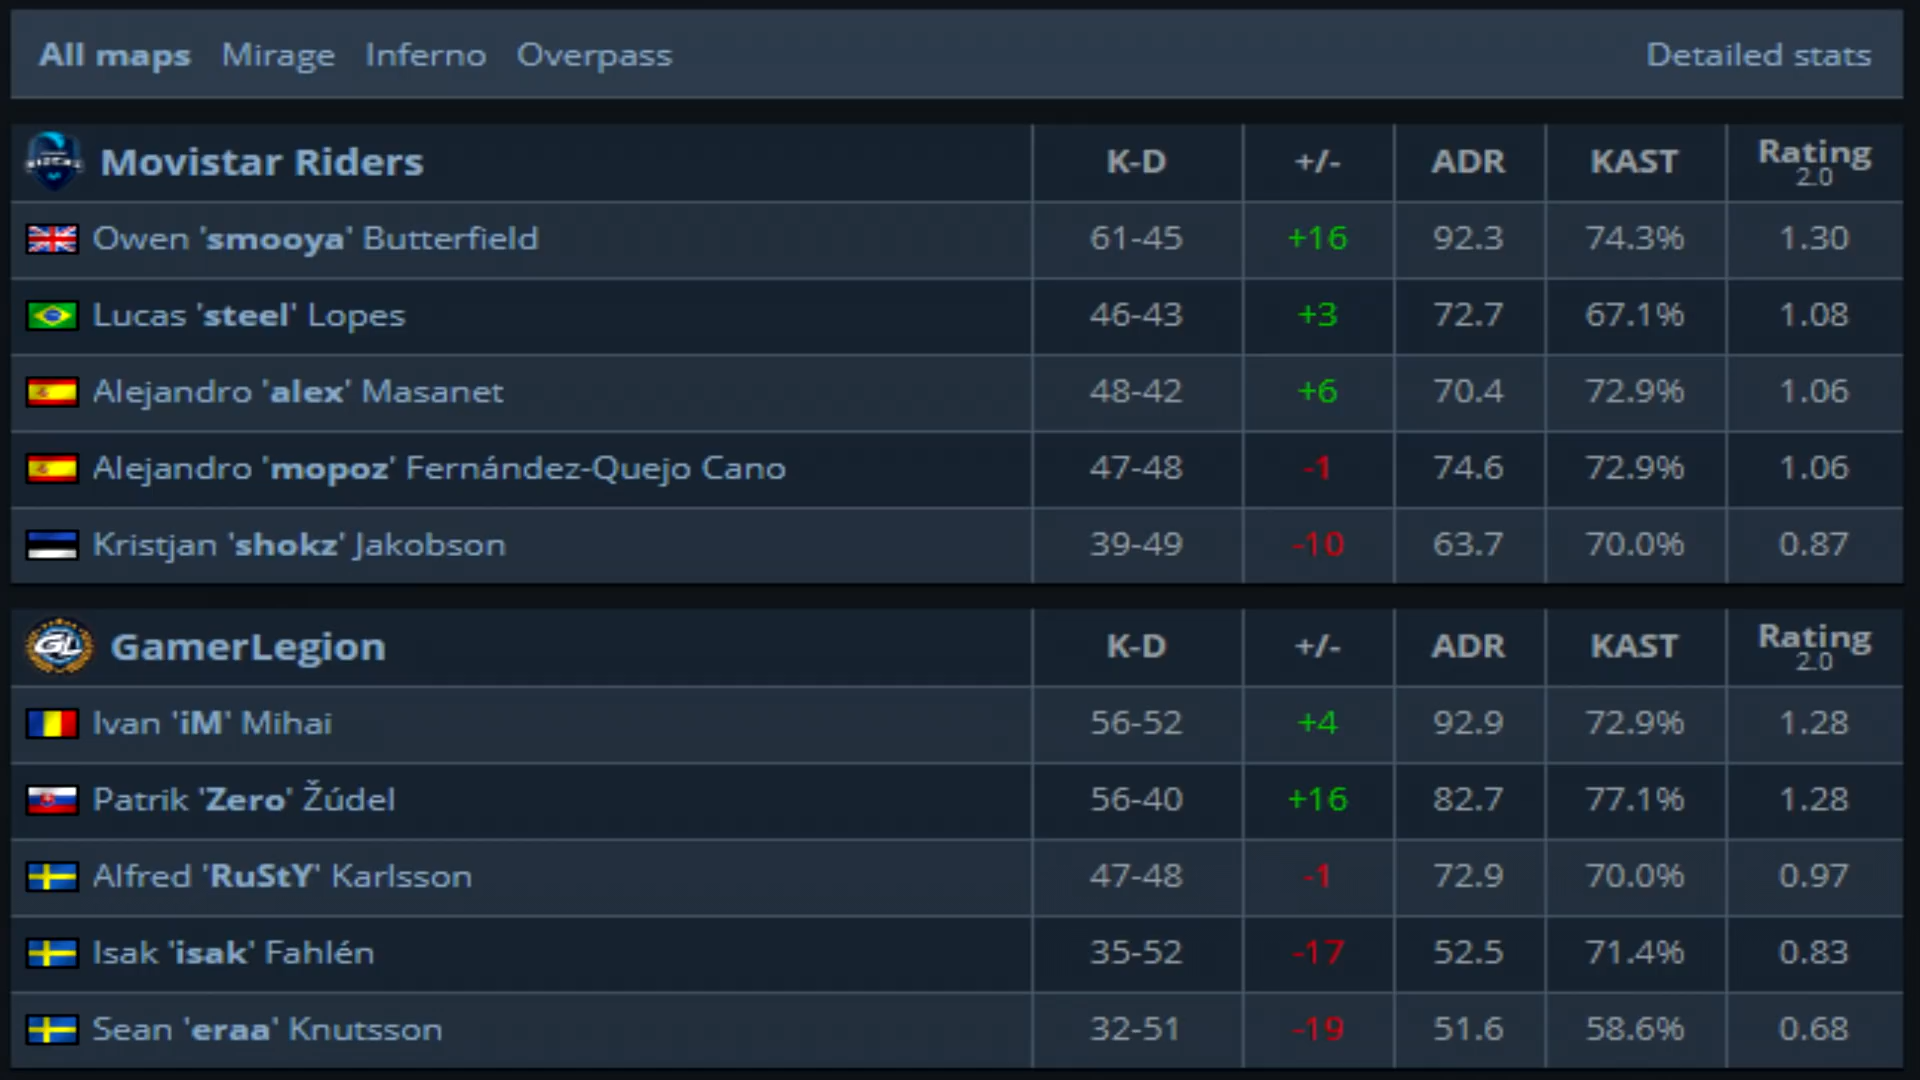 All maps Mirage Inferno Overpass Detailed stats
Movistar Riders K-D +/- ADR KAST Rating 2.0
Owen 'smooya' Butterfield 61-45 +16 92.3 74.3% 1.30
Lucas 'steel' Lopes 46-43 +3 72.7 67.1% 1.08
Alejandro 'alex' Masanet 48-42 +6 70.4 72.9% 1.06
Alejandro 'mopoz' Fernández-Quejo Cano 47-48 -1 74.6 72.9% 1.06
Kristjan 'shokz' Jakobson 39-49 -10 63.7 70.0% 0.87
GL GamerLegion K-D +/- ADR KAST Rating 2.0
Ivan 'iM' Mihai 56-52 +4 92.9 72.9% 1.28
Patrik 'Zero' Žúdel 56-40 +16 82.7 77.1% 1.28
Alfred 'RuStY' Karlsson 47-48 -1 72.9 70.0% 0.97
Isak 'isak' Fahlén 35-52 -17 52.5 71.4% 0.83
Sean 'eraa' Knutsson 32-51 -19 51.6 58.6% 0.68